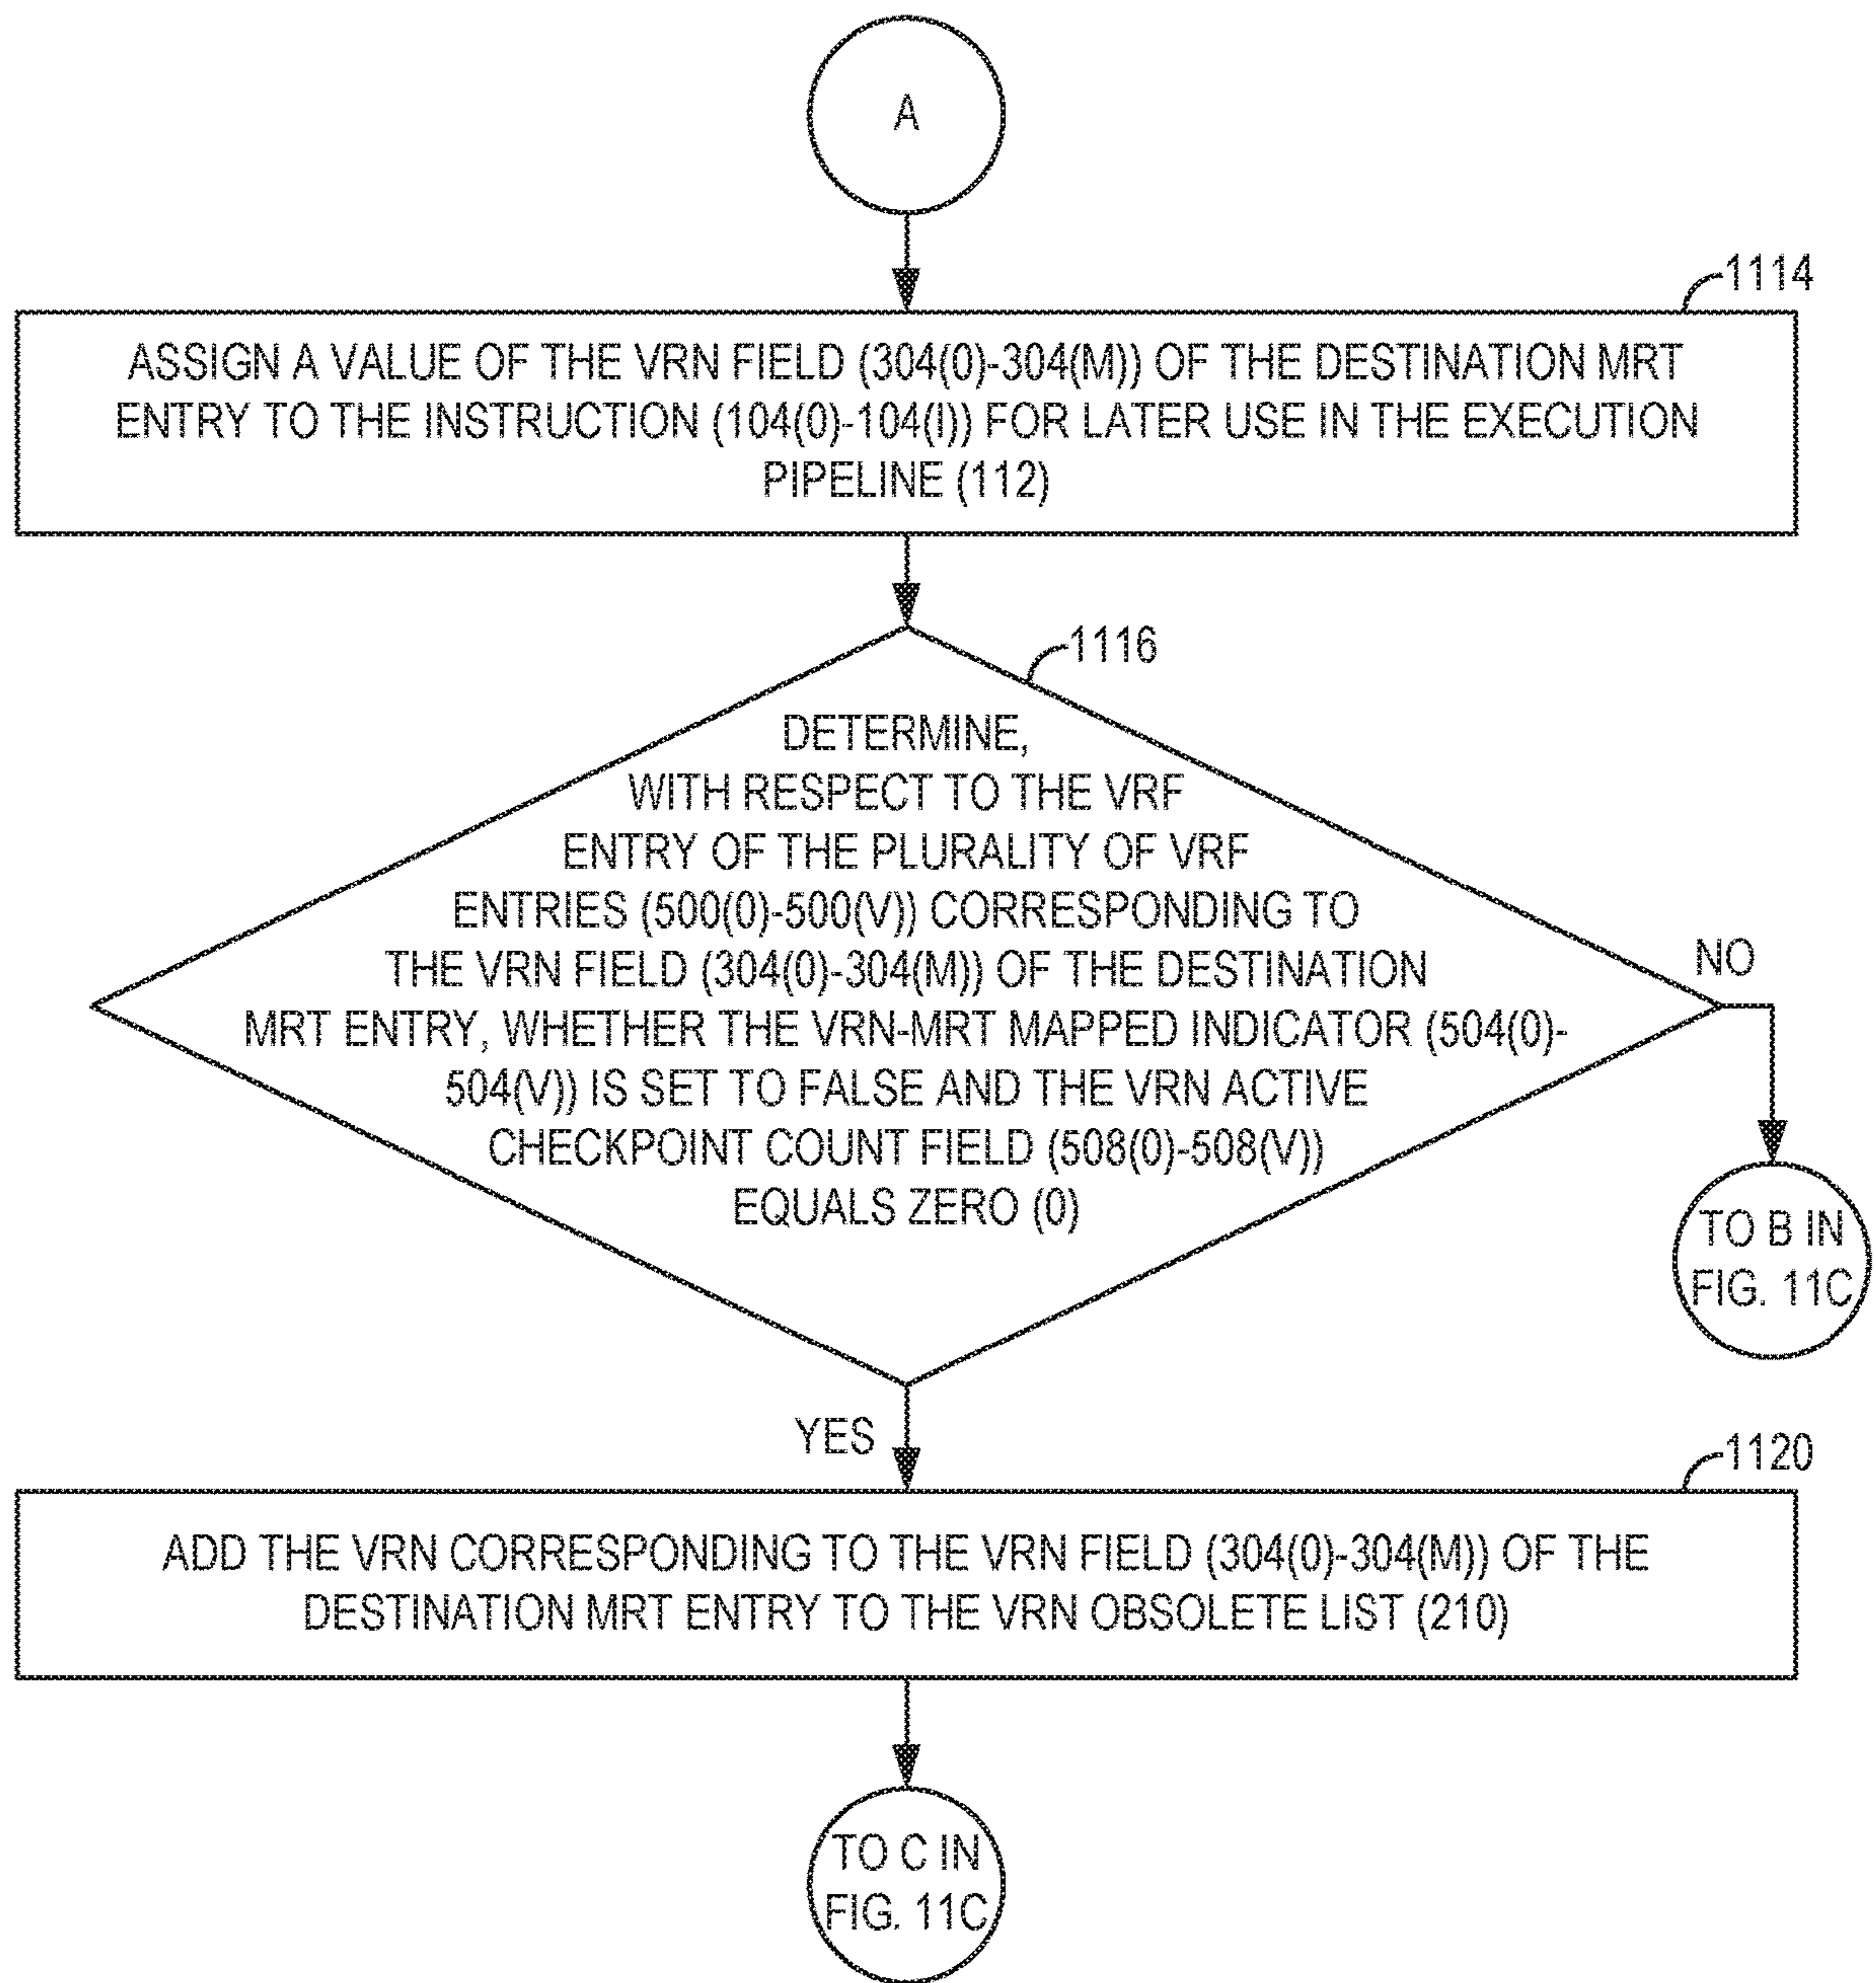 A
1114
ASSIGN A VALUE OF THE VRN FIELD (304(0)-304(M)) OF THE DESTINATION MRT
ENTRY TO THE INSTRUCTION (104(0)-104(I)) FOR LATER USE IN THE EXECUTION
PIPELINE (112)
1116
DETERMINE,
WITH RESPECT TO THE VRF
ENTRY OF THE PLURALITY OF VRF
ENTRIES (500(0)-500(V)) CORRESPONDING TO
THE VRN FIELD (304(0)-304(M)) OF THE DESTINATION
MRT ENTRY, WHETHER THE VRN-MRT MAPPED INDICATOR (504(0)-
504(V)) IS SET TO FALSE AND THE VRN ACTIVE
CHECKPOINT COUNT FIELD (508(0)-508(V))
EQUALS ZERO (0)
NO
TO B IN
FIG. 11C
YES
1120
ADD THE VRN CORRESPONDING TO THE VRN FIELD (304(0)-304(M)) OF THE
DESTINATION MRT ENTRY TO THE VRN OBSOLETE LIST (210)
TO C IN
FIG. 11C